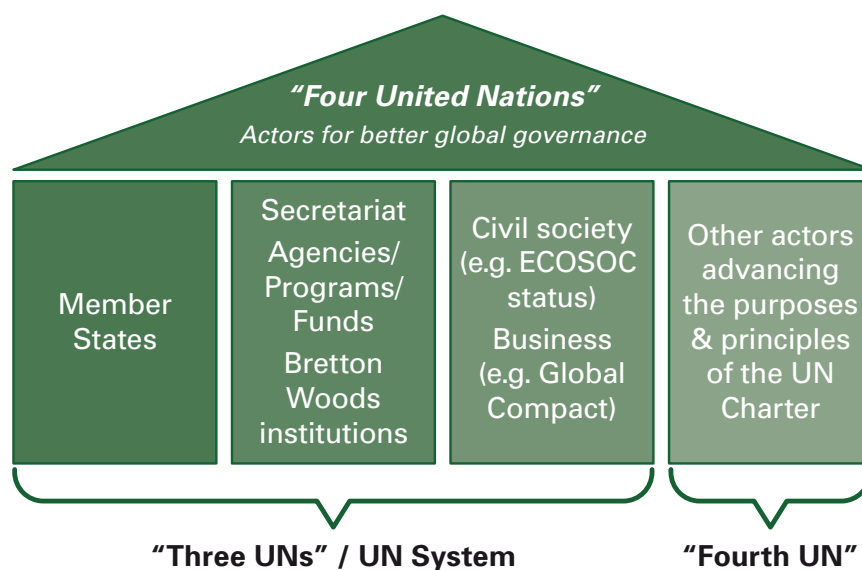 “Four United Nations”
Actors for better global governance
Member
States
Secretariat
Agencies/
Programs/
Funds
Bretton
Woods
institutions
Civil society
(e.g. ECOSOC
status)
Business
(e.g. Global
Compact)
Other actors
advancing
the purposes
& principles
of the UN
Charter
“Three UNs” / UN System
“Fourth UN”